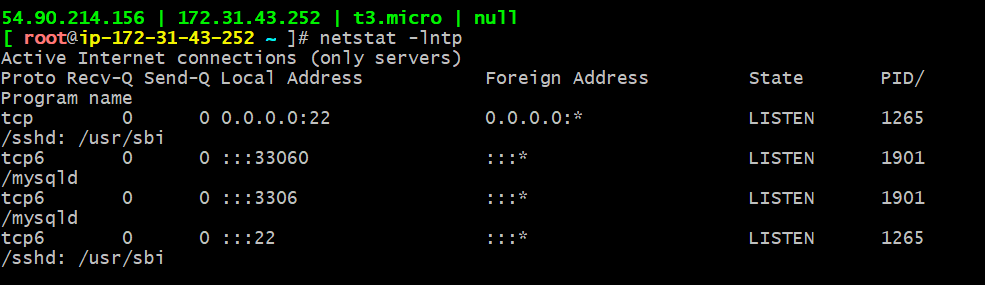 54.90.214.156 | 172.31.43.252 | t3.micro | null
[ root@ip-172-31-43-252 ~ ]# netstat -lntp
Active Internet connections (only servers)
Proto Recv-Q Send-Q Local Address           Foreign Address         State       PID/
Program name
tcp        0      0 0.0.0.0:22              0.0.0.0:*               LISTEN      1265
/sshd: /usr/sbi
tcp6       0      0 :::33060                :::*                    LISTEN      1901
/mysqld
tcp6       0      0 :::3306                 :::*                    LISTEN      1901
/mysqld
tcp6       0      0 :::22                   :::*                    LISTEN      1265
/sshd: /usr/sbi